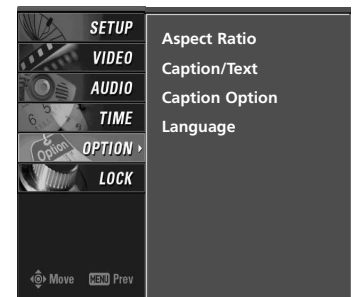 SETUP
VIDEO
AUDIO
TIME
Option
OPTION
LOCK
Move MENU Prev
Aspect Ratio
Caption/Text
Caption Option
Language